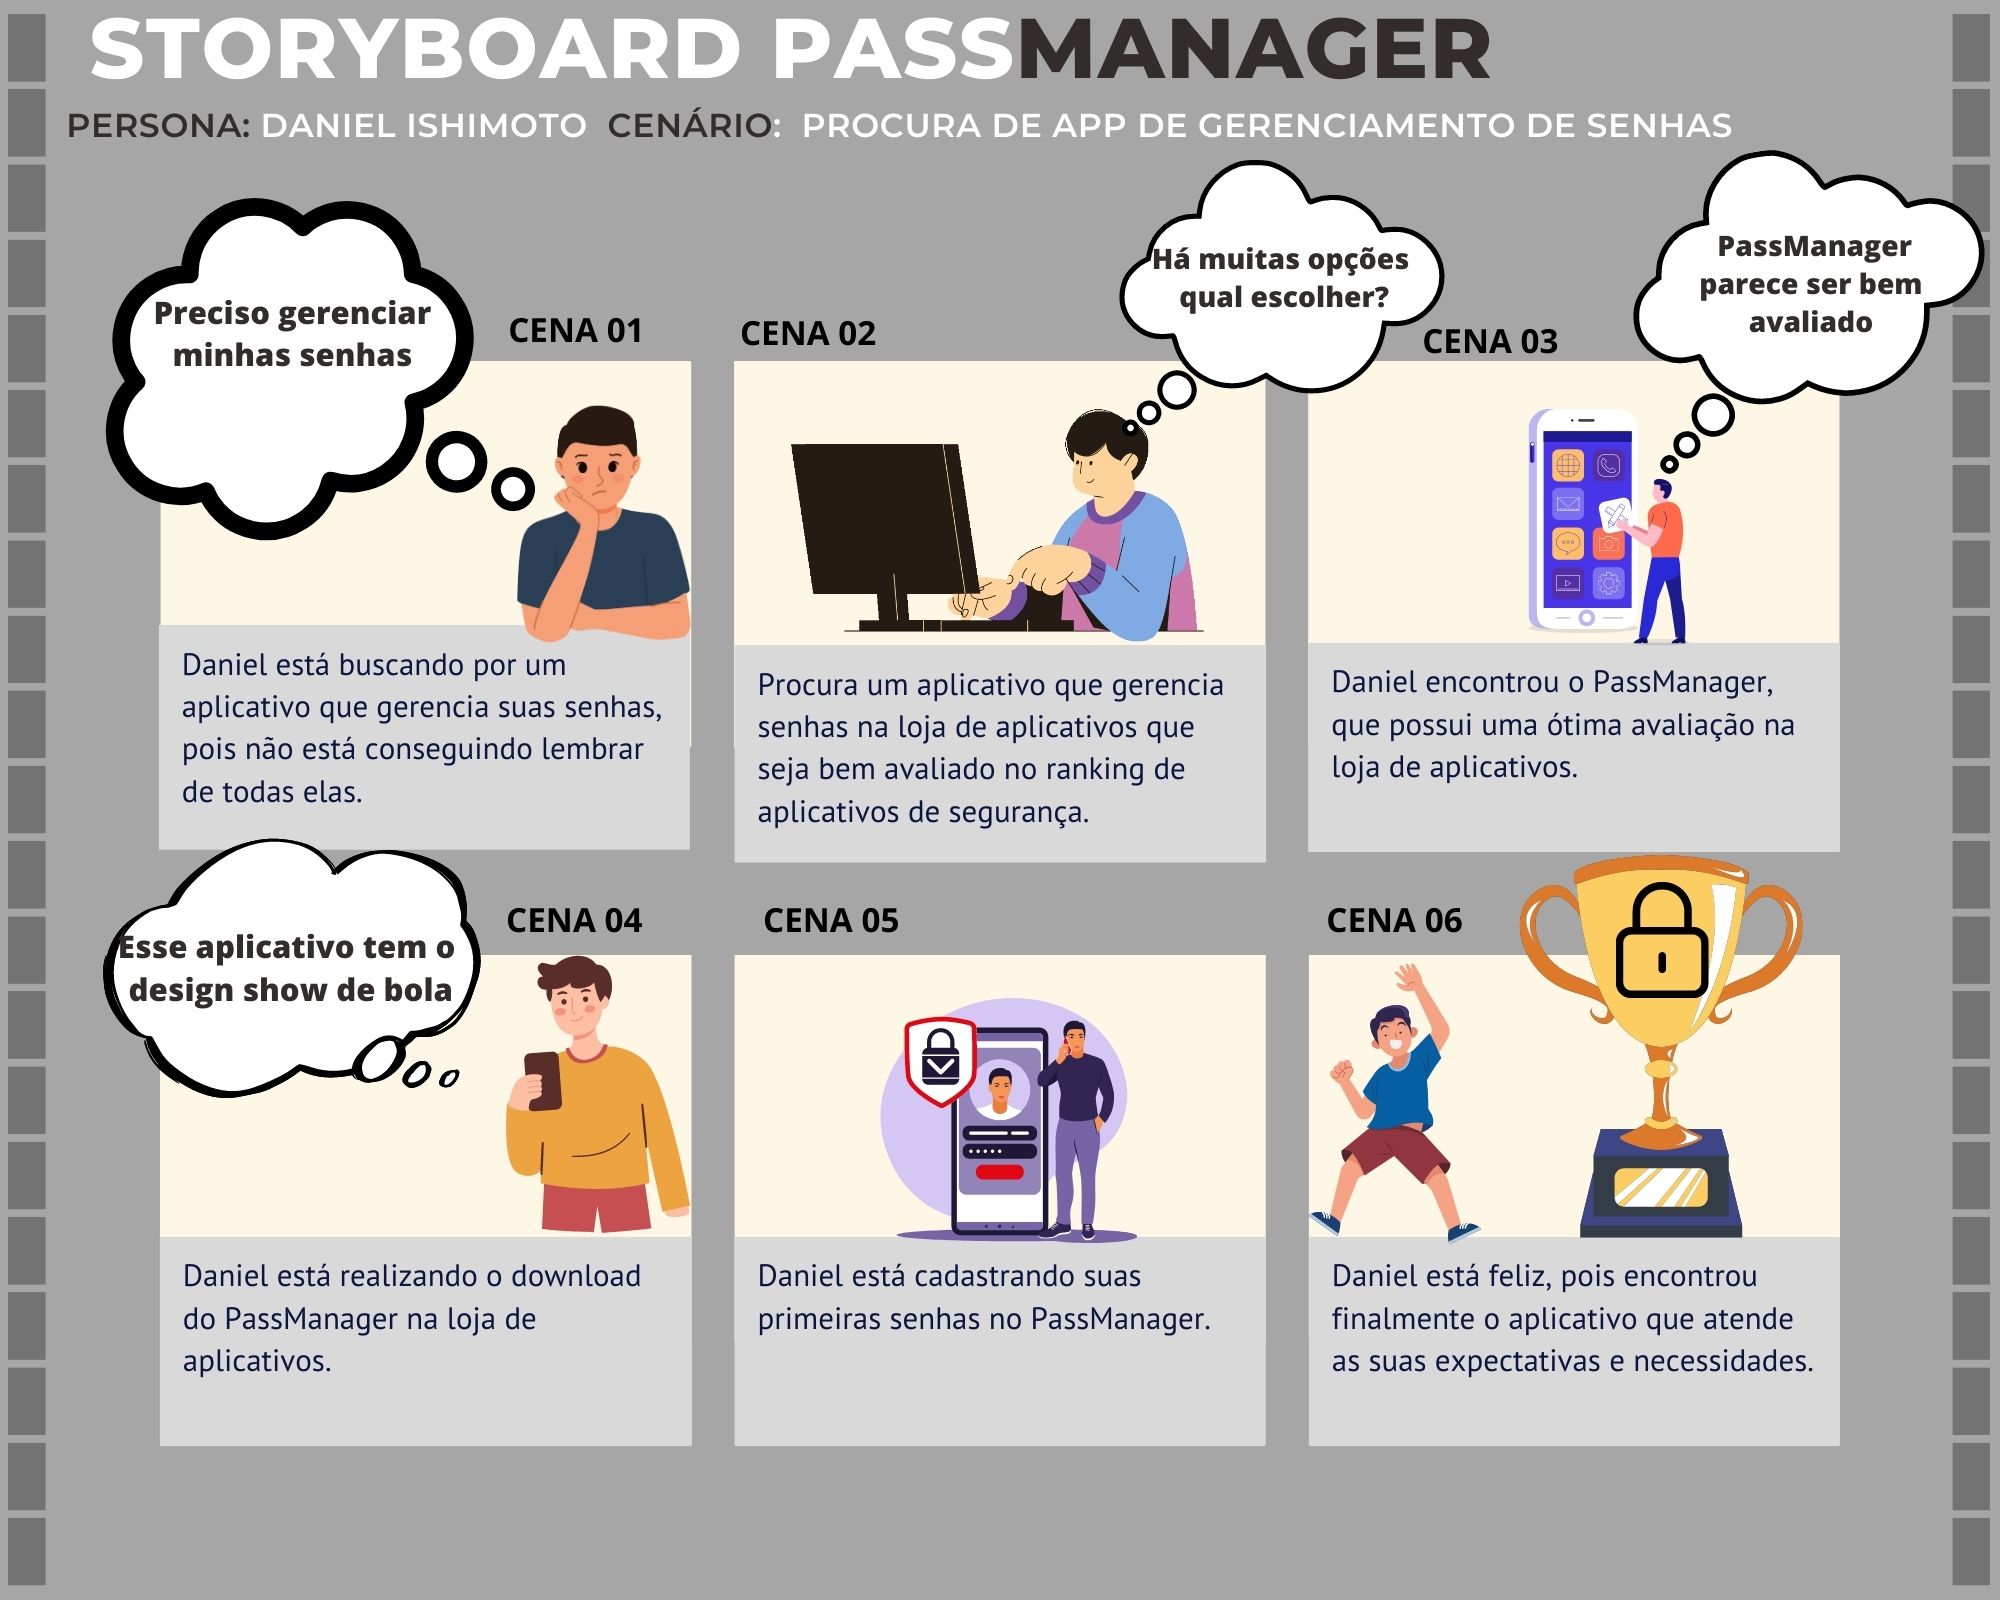 STORYBOARD PASSMANAGER
PERSONA: DANIEL ISHIMOTO CENÁRIO: PROCURA DE APP DE GERENCIAMENTO DE SENHAS
Preciso gerenciar
minhas senhas
CENA 01
Daniel está buscando por um
aplicativo que gerencia suas senhas,
pois não está conseguindo lembrar
de todas elas.
CENA 02
Há muitas opções
qual escolher?
Procura um aplicativo que gerencia
senhas na loja de aplicativos que
seja bem avaliado no ranking de
aplicativos de segurança.
CENA 03
PassManager
parece ser bem
avaliado
Daniel encontrou o PassManager,
que possui uma ótima avaliação na
loja de aplicativos.
CENA 04
Esse aplicativo tem o
design show de bola
Daniel está realizando o download
do PassManager na loja de
aplicativos.
CENA 05
Daniel está cadastrando suas
primeiras senhas no PassManager.
CENA 06
Daniel está feliz, pois encontrou
finalmente o aplicativo que atende
as suas expectativas e necessidades.